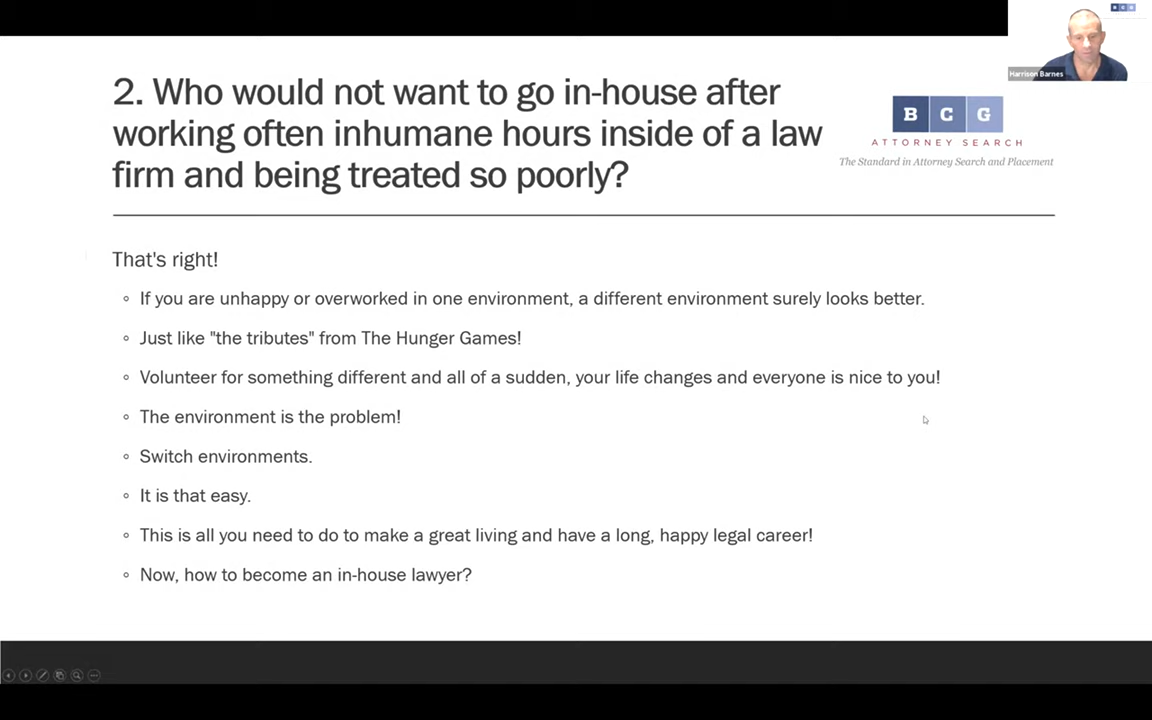 B C G
Harrison Barnes
2. Who would not want to go in-house after
working often inhumane hours inside of a law
firm and being treated so poorly?
B C G
ATTORNEY SEARCH
The Standard in Attorney Search and Placement
That's right!
If you are unhappy or overworked in one environment, a different environment surely looks better.
Just like "the tributes" from The Hunger Games!
Volunteer for something different and all of a sudden, your life changes and everyone is nice to you!
The environment is the problem!
Switch environments.
It is that easy.
This is all you need to do to make a great living and have a long, happy legal career!
Now, how to become an in-house lawyer?